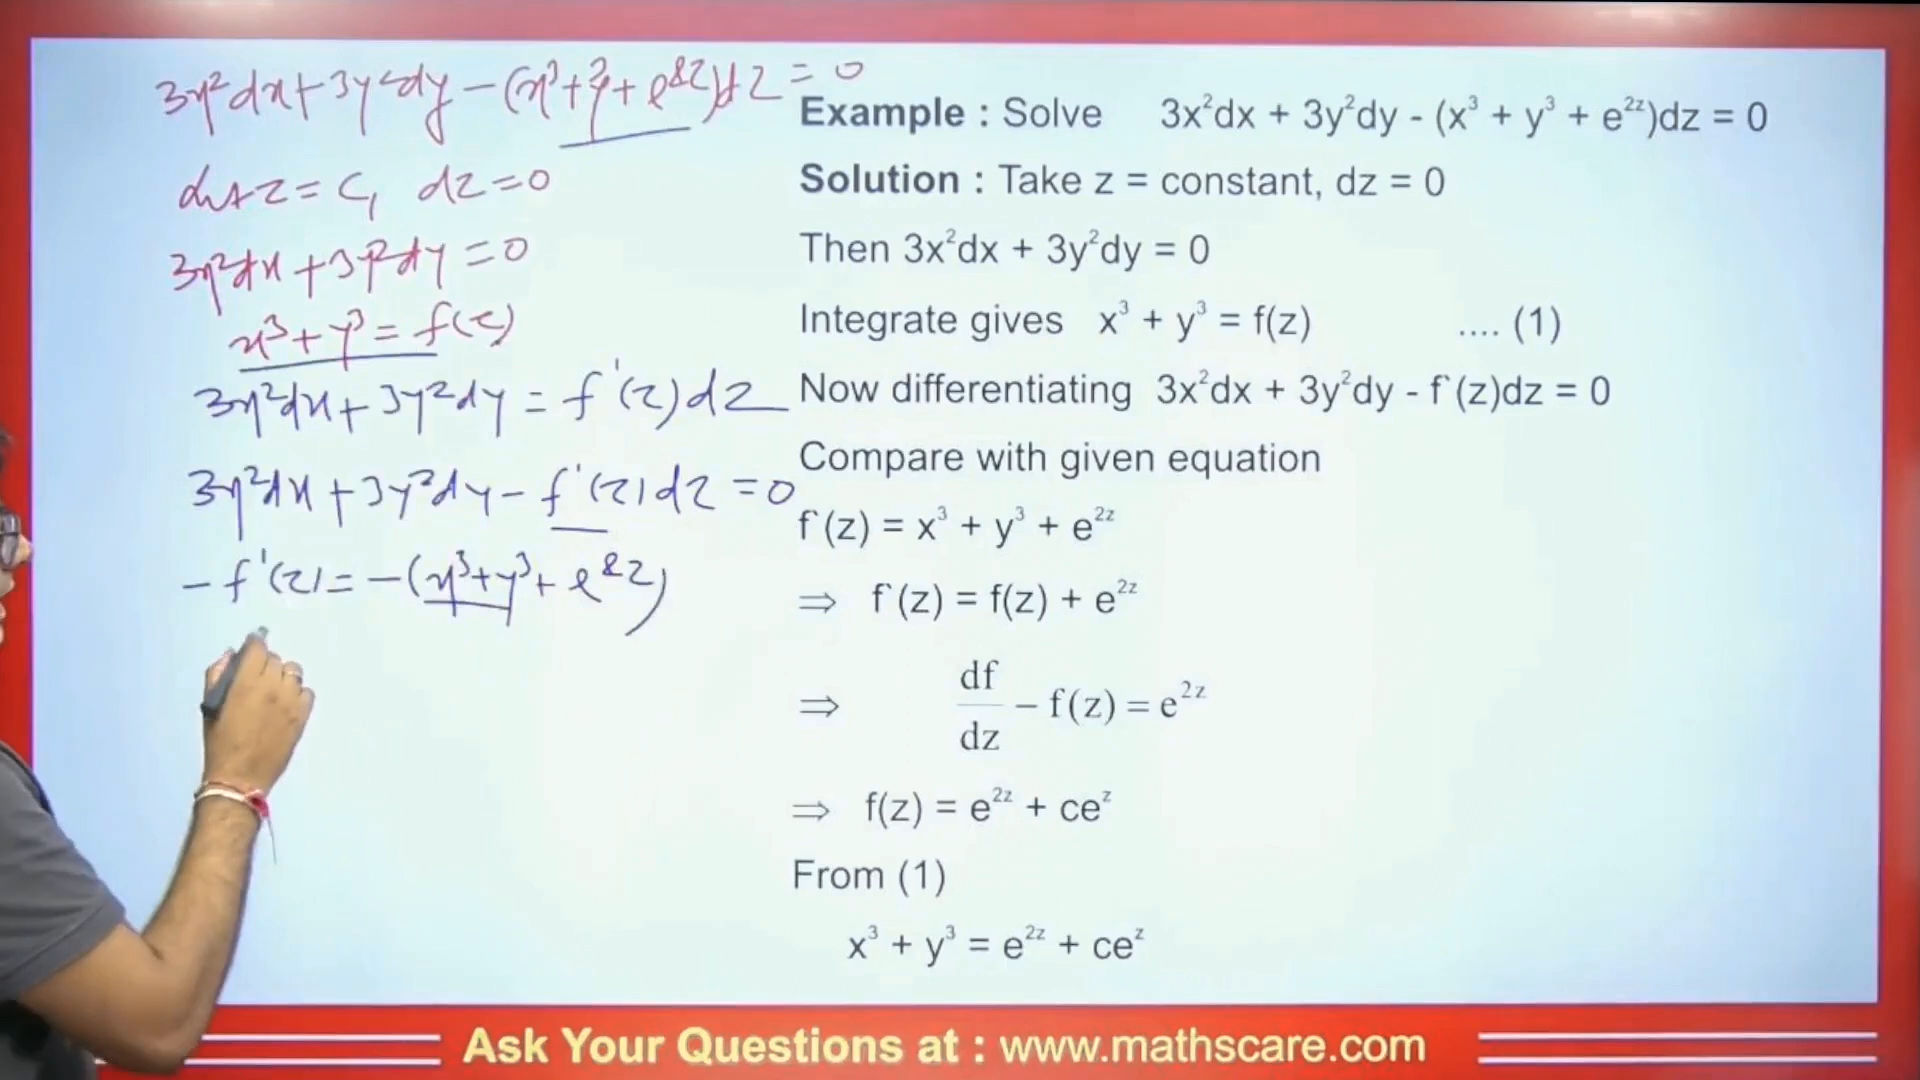 3x²dx+3y²dy-(x³+y³+e²ᶻ)dz=0
let z=c, dz=0
3x²dx+3y²dy=0
x³+y³=f(z)
3x²dx+3y²dy=f'(z)dz
3x²dx+3y²dy-f'(z)dz=0
-f'(z)=-(x³+y³+e²ᶻ)
Example : Solve 3x²dx + 3y²dy - (x³ + y³ + e²ᶻ)dz = 0
Solution : Take z = constant, dz = 0
Then 3x²dx + 3y²dy = 0
Integrate gives x³ + y³ = f(z) .... (1)
Now differentiating 3x²dx + 3y²dy - f'(z)dz = 0
Compare with given equation
f'(z) = x³ + y³ + e²ᶻ
⇒ f'(z) = f(z) + e²ᶻ
⇒ df/dz − f(z) = e²ᶻ
⇒ f(z) = e²ᶻ + ceᶻ
From (1)
x³ + y³ = e²ᶻ + ceᶻ
Ask Your Questions at : www.mathscare.com